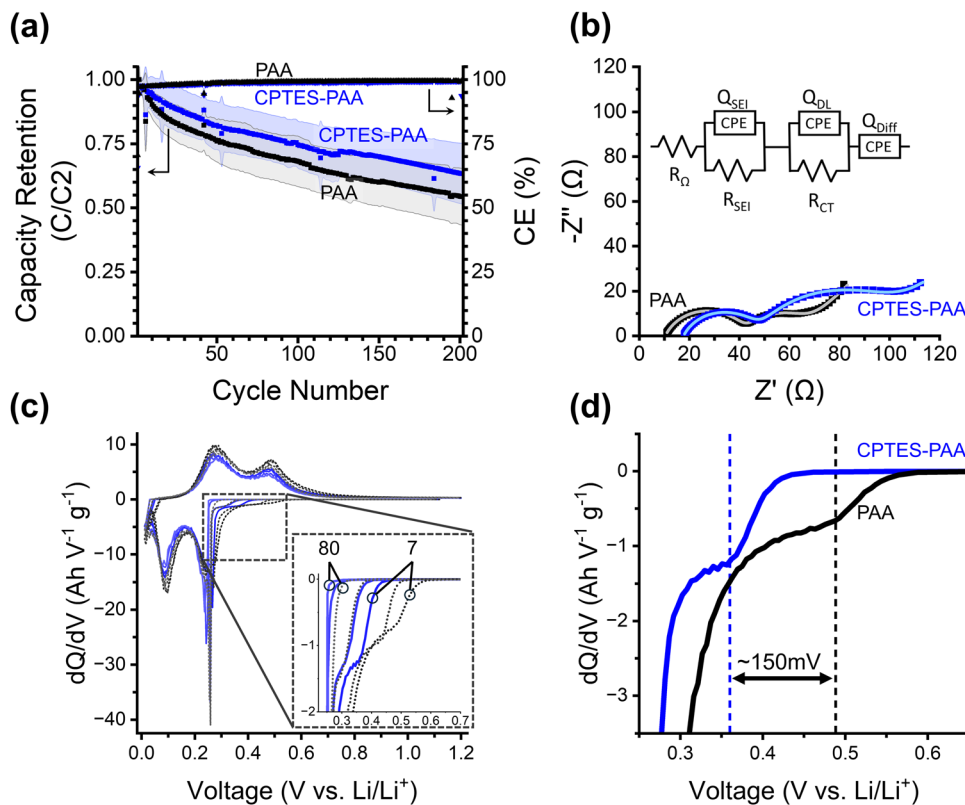 (a)
Capacity Retention
(C/C2)
1.00
0.75
0.50
0.25
0.00
PAA
CPTES-PAA
CPTES-PAA
PAA
100
75
50
25
0
CE (%)
50
100
150
200
Cycle Number
(b)
-Z" (Ω)
120
100
80
60
40
20
0
Q_SEI
CPE
Q_DL
CPE
Q_Diff
CPE
R_Ω
R_SEI
R_CT
PAA
CPTES-PAA
0
20
40
60
80
100
120
Z' (Ω)
(c)
dQ/dV (Ah V⁻¹ g⁻¹)
10
0
−10
−20
−30
−40
80
7
0
−1
−2
0.3
0.4
0.5
0.6
0.7
0.0
0.2
0.4
0.6
0.8
1.0
1.2
Voltage (V vs. Li/Li⁺)
(d)
dQ/dV (Ah V⁻¹ g⁻¹)
0
−1
−2
−3
CPTES-PAA
PAA
~150mV
0.3
0.4
0.5
0.6
Voltage (V vs. Li/Li⁺)